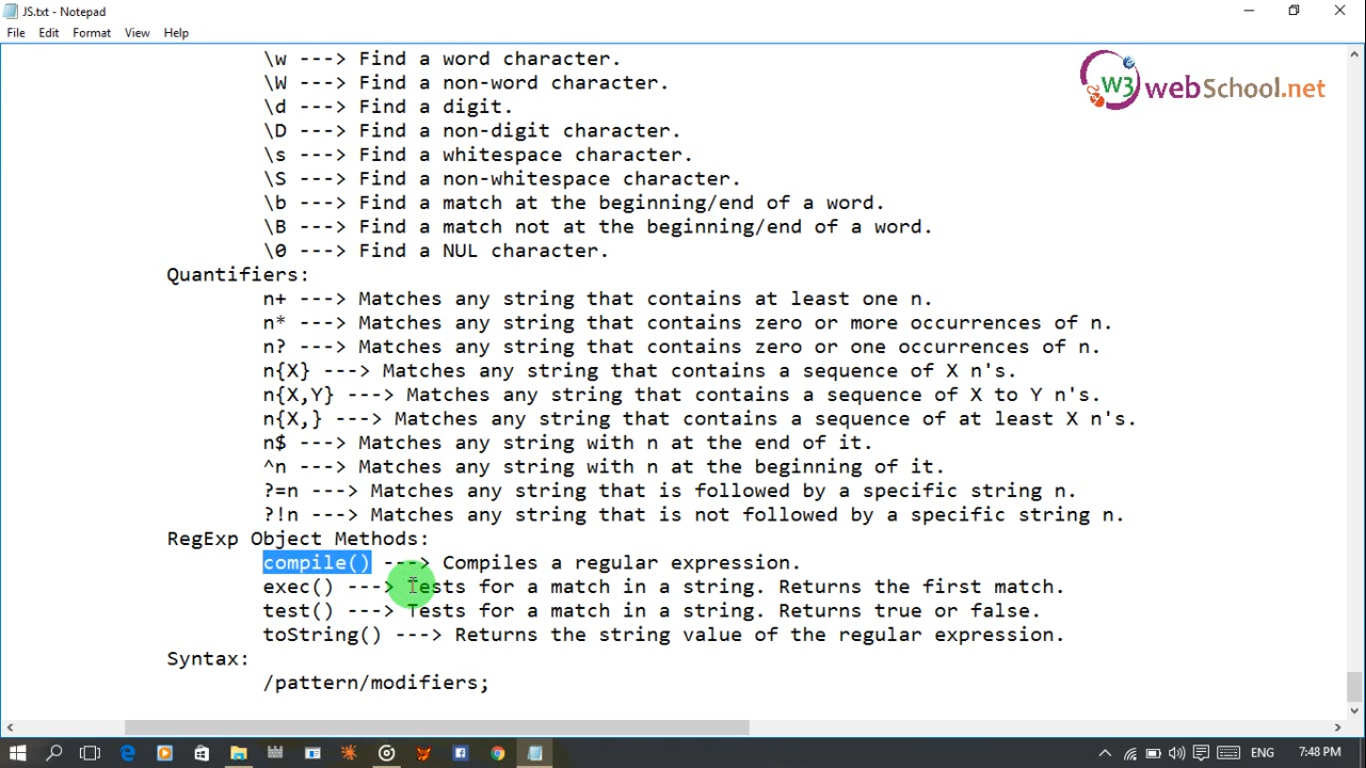 JS.txt - Notepad
File Edit Format View Help
\w ---> Find a word character.
\W ---> Find a non-word character.
\d ---> Find a digit.
\D ---> Find a non-digit character.
\s ---> Find a whitespace character.
\S ---> Find a non-whitespace character.
\b ---> Find a match at the beginning/end of a word.
\B ---> Find a match not at the beginning/end of a word.
\0 ---> Find a NUL character.
Quantifiers:
n+ ---> Matches any string that contains at least one n.
n* ---> Matches any string that contains zero or more occurrences of n.
n? ---> Matches any string that contains zero or one occurrences of n.
n{X} ---> Matches any string that contains a sequence of X n's.
n{X,Y} ---> Matches any string that contains a sequence of X to Y n's.
n{X,} ---> Matches any string that contains a sequence of at least X n's.
n$ ---> Matches any string with n at the end of it.
^n ---> Matches any string with n at the beginning of it.
?=n ---> Matches any string that is followed by a specific string n.
?!n ---> Matches any string that is not followed by a specific string n.
RegExp Object Methods:
compile() ---> Compiles a regular expression.
exec() ---> Tests for a match in a string. Returns the first match.
test() ---> Tests for a match in a string. Returns true or false.
toString() ---> Returns the string value of the regular expression.
Syntax:
/pattern/modifiers;
W3 webSchool.net
ENG 7:48 PM